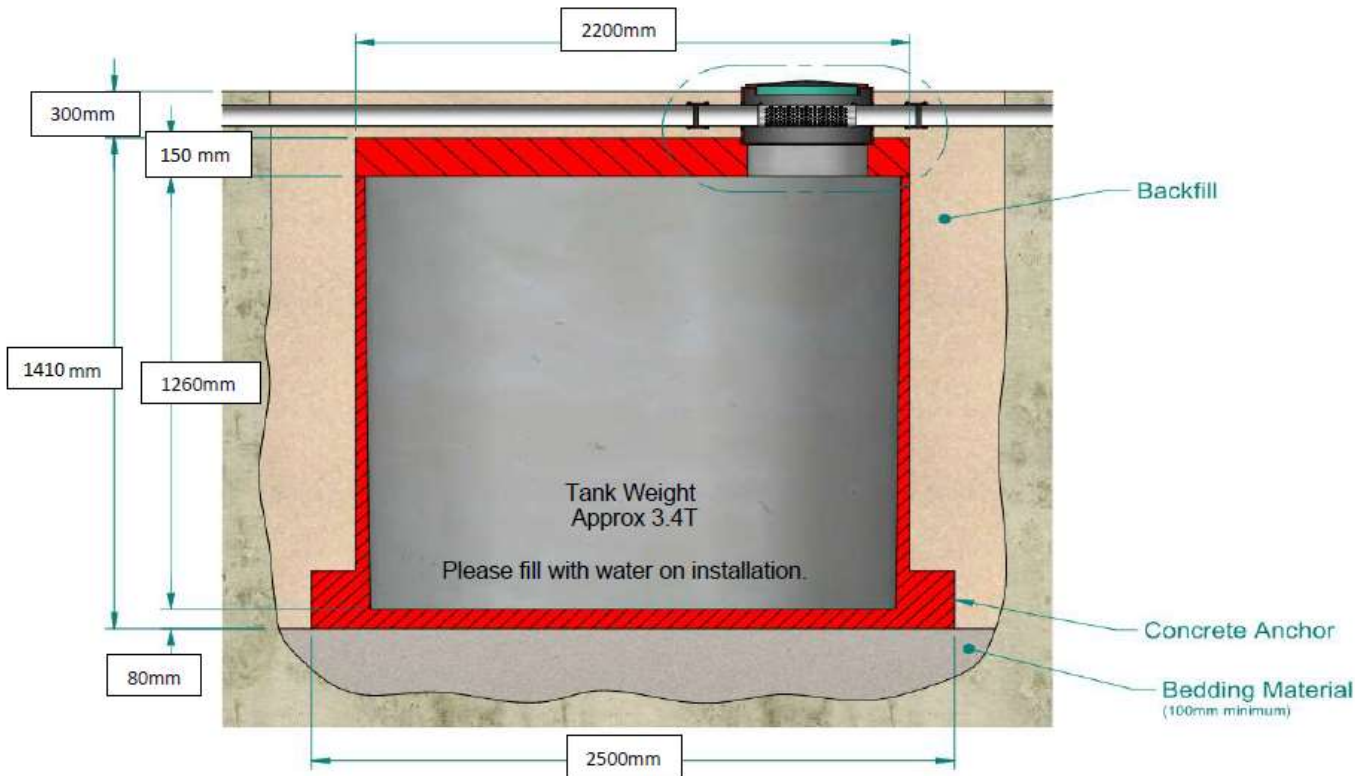 2200mm
300mm
150 mm
Backfill
1410 mm
1260mm
Tank Weight
Approx 3.4T
Please fill with water on installation.
Concrete Anchor
80mm
Bedding Material
(100mm minimum)
2500mm